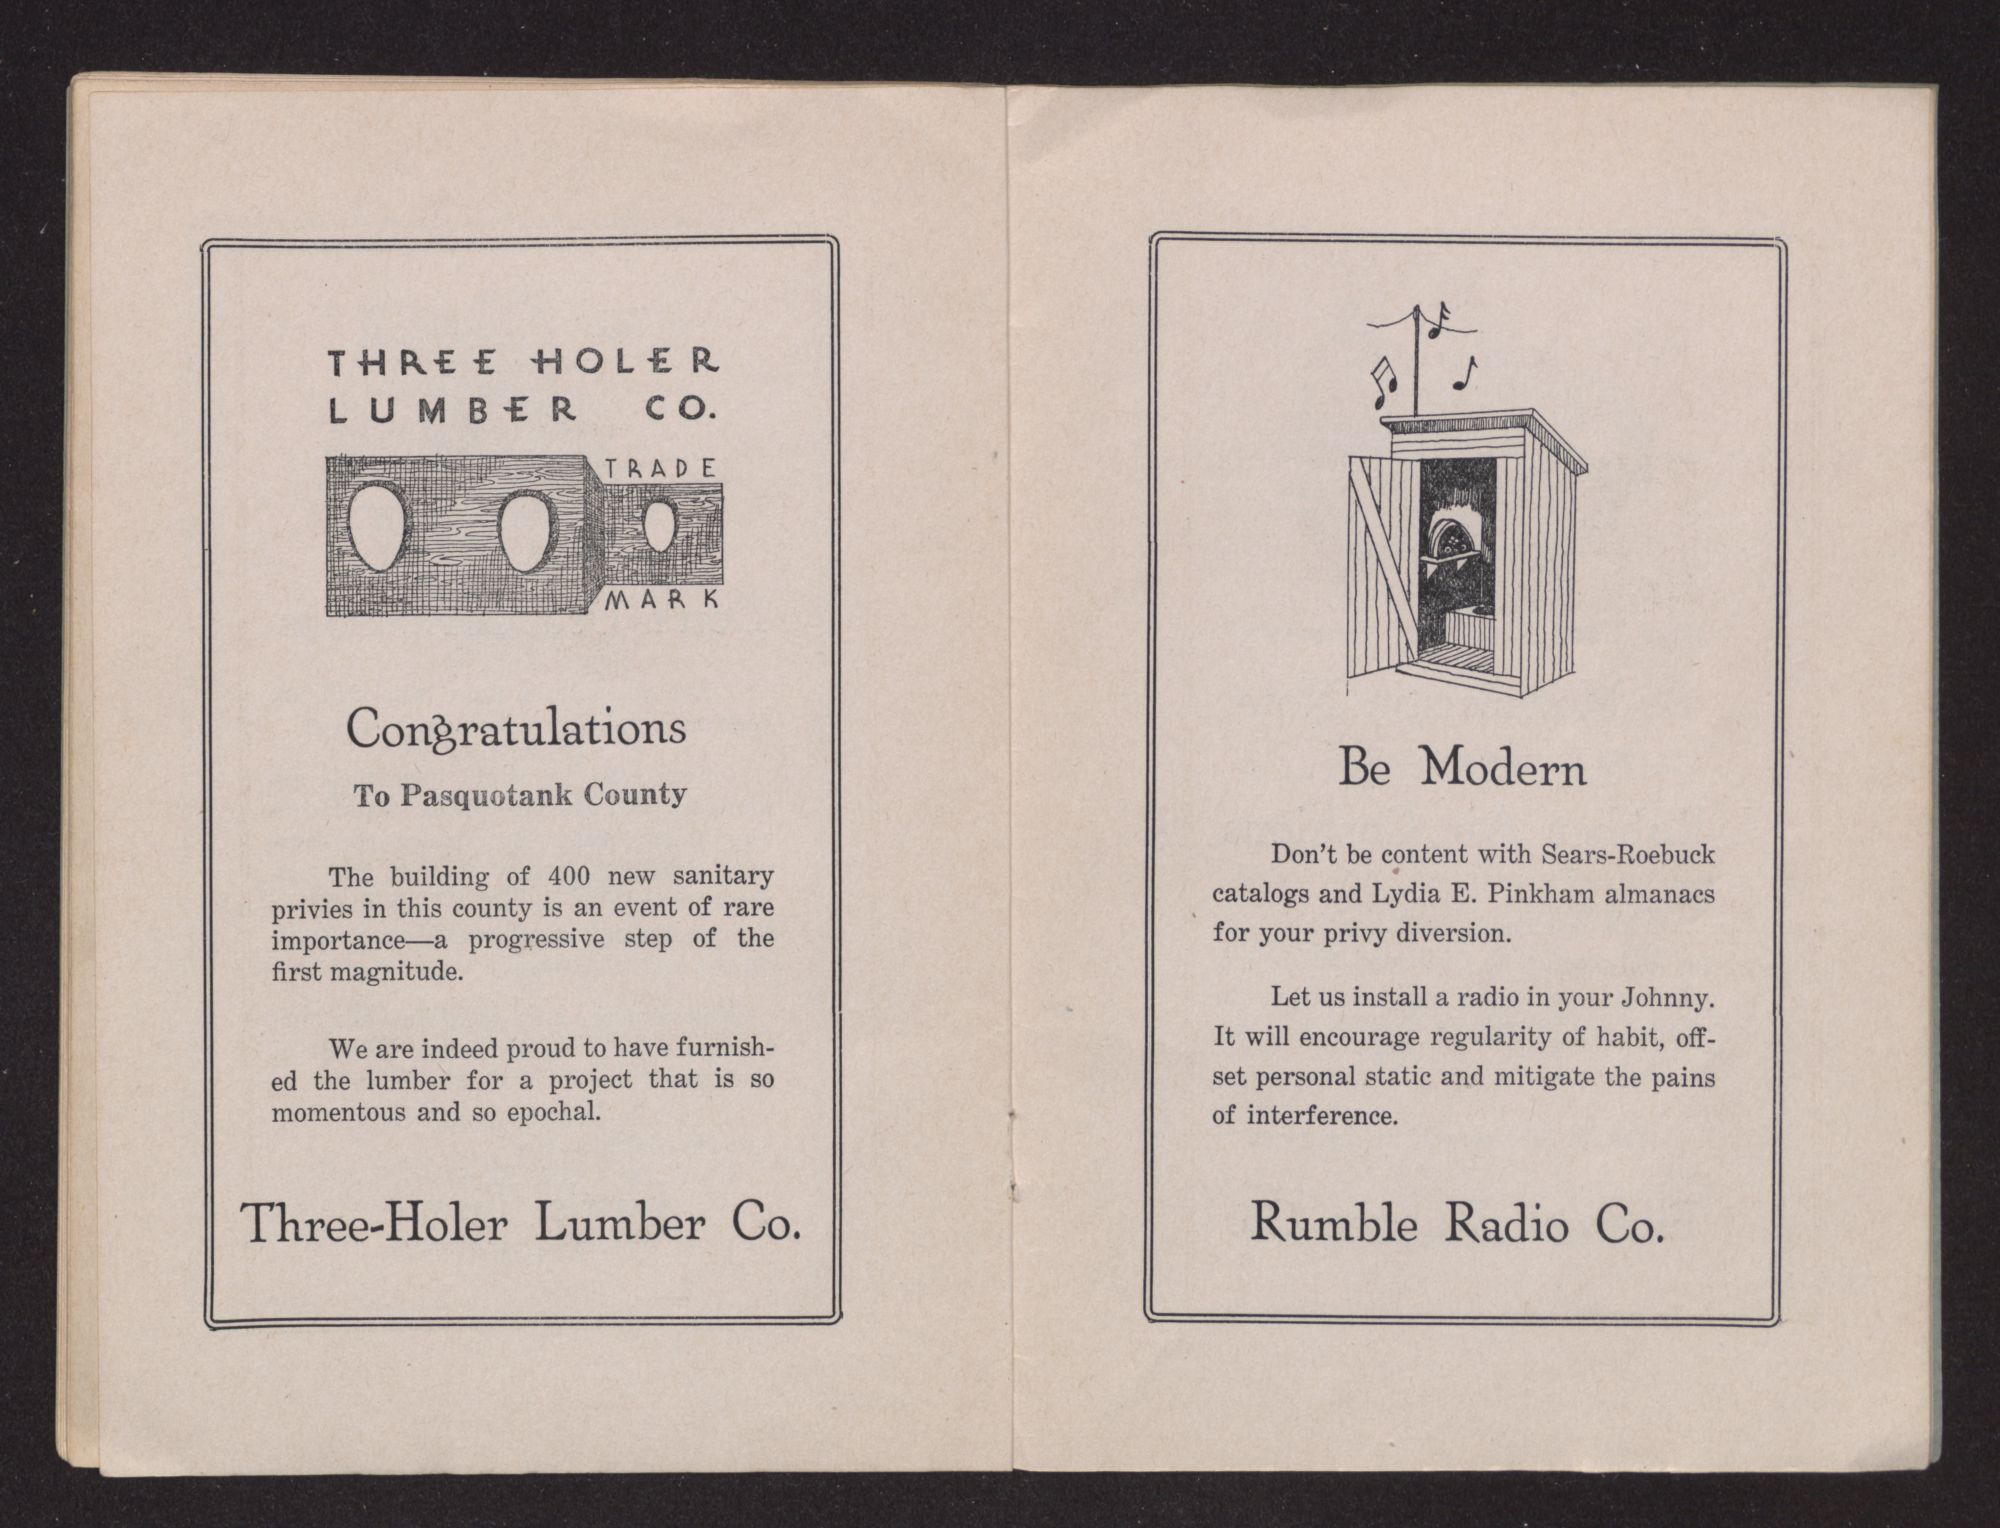 THREE HOLER
LUMBER CO.
TRADE
MARK
Congratulations
To Pasquotank County
The building of 400 new sanitary
privies in this county is an event of rare
importance—a progressive step of the
first magnitude.
We are indeed proud to have furnish-
ed the lumber for a project that is so
momentous and so epochal.
Three-Holer Lumber Co.
Be Modern
Don't be content with Sears-Roebuck
catalogs and Lydia E. Pinkham almanacs
for your privy diversion.
Let us install a radio in your Johnny.
It will encourage regularity of habit, off-
set personal static and mitigate the pains
of interference.
Rumble Radio Co.